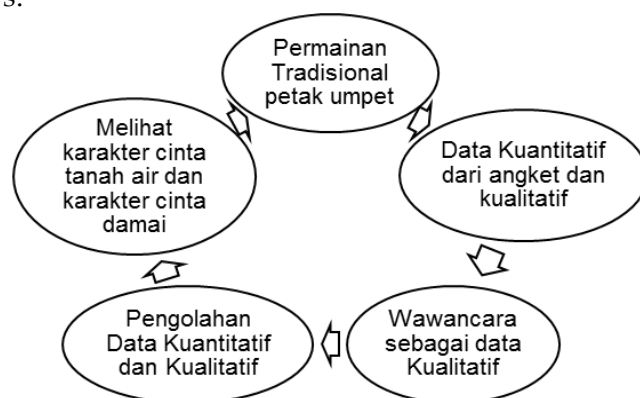 s.
Permainan
Tradisional
petak umpet
Data Kuantitatif
dari angket dan
kualitatif
Wawancara
sebagai data
Kualitatif
Pengolahan
Data Kuantitatif
dan Kualitatif
Melihat
karakter cinta
tanah air dan
karakter cinta
damai